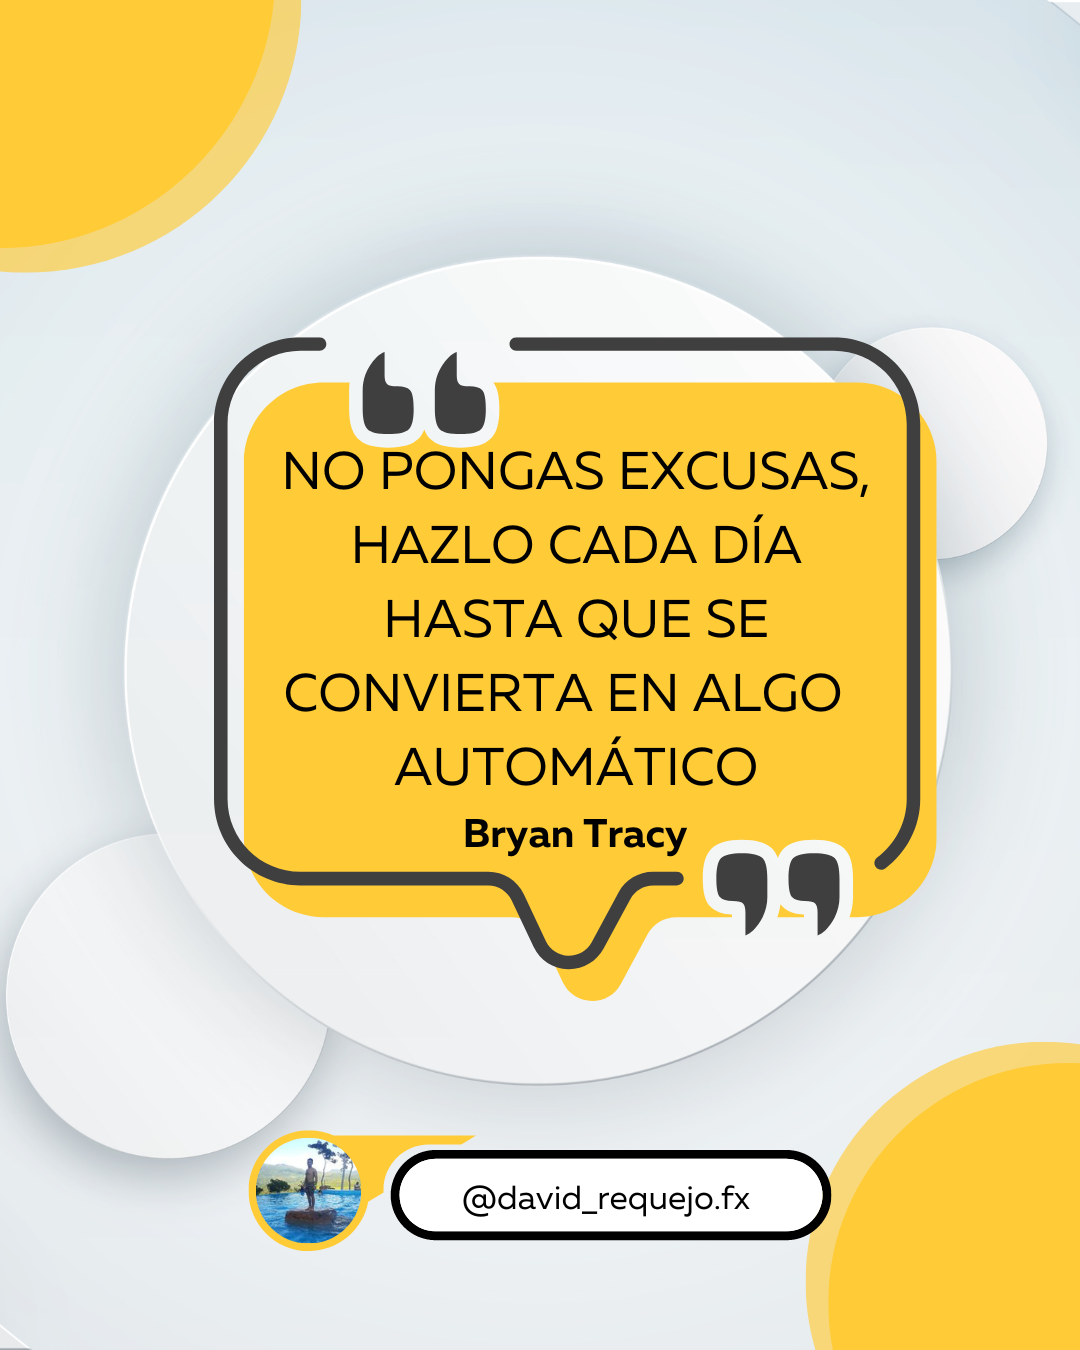 NO PONGAS EXCUSAS,
HAZLO CADA DÍA
HASTA QUE SE
CONVIERTA EN ALGO
AUTOMÁTICO
Bryan Tracy
@david_requejo.fx